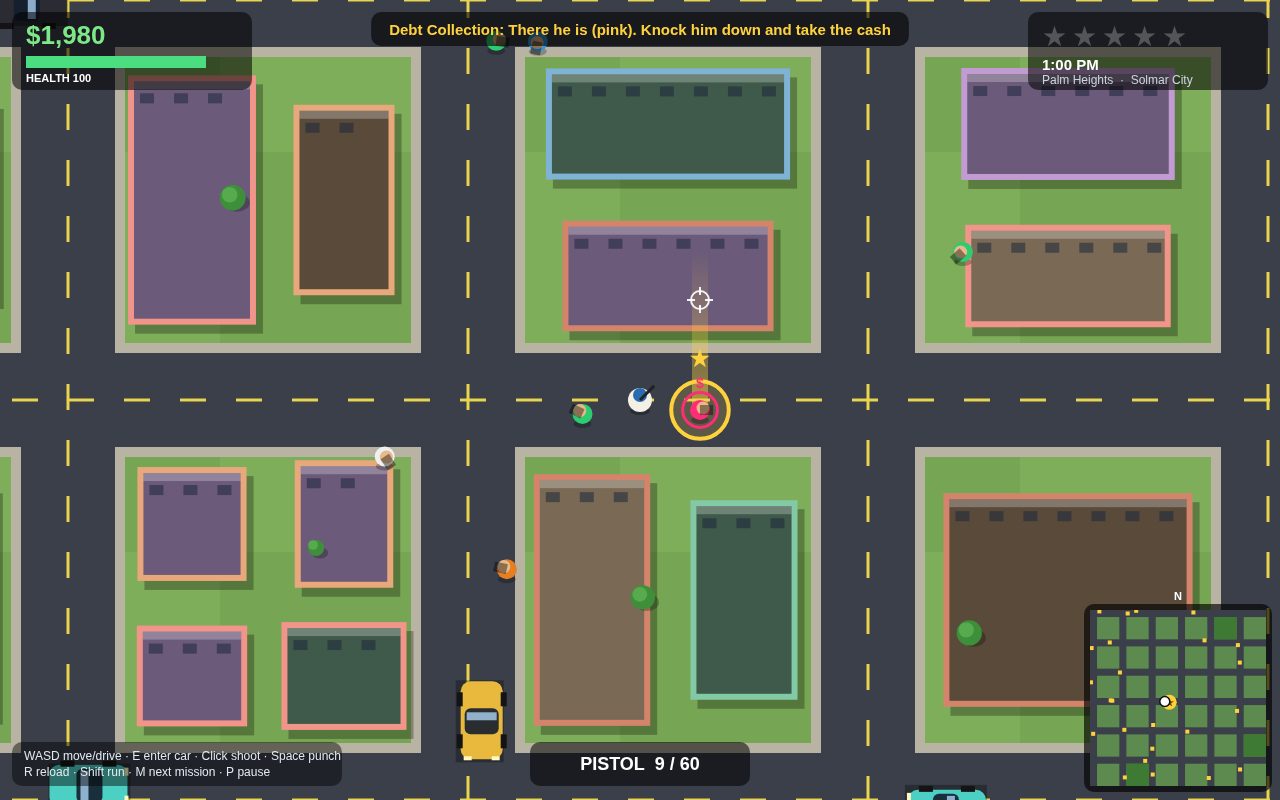 $1,980
HEALTH 100
Debt Collection: There he is (pink). Knock him down and take the cash
1:00 PM
Palm Heights · Solmar City
$
N
WASD move/drive · E enter car · Click shoot · Space punch
R reload · Shift run · M next mission · P pause
PISTOL 9 / 60